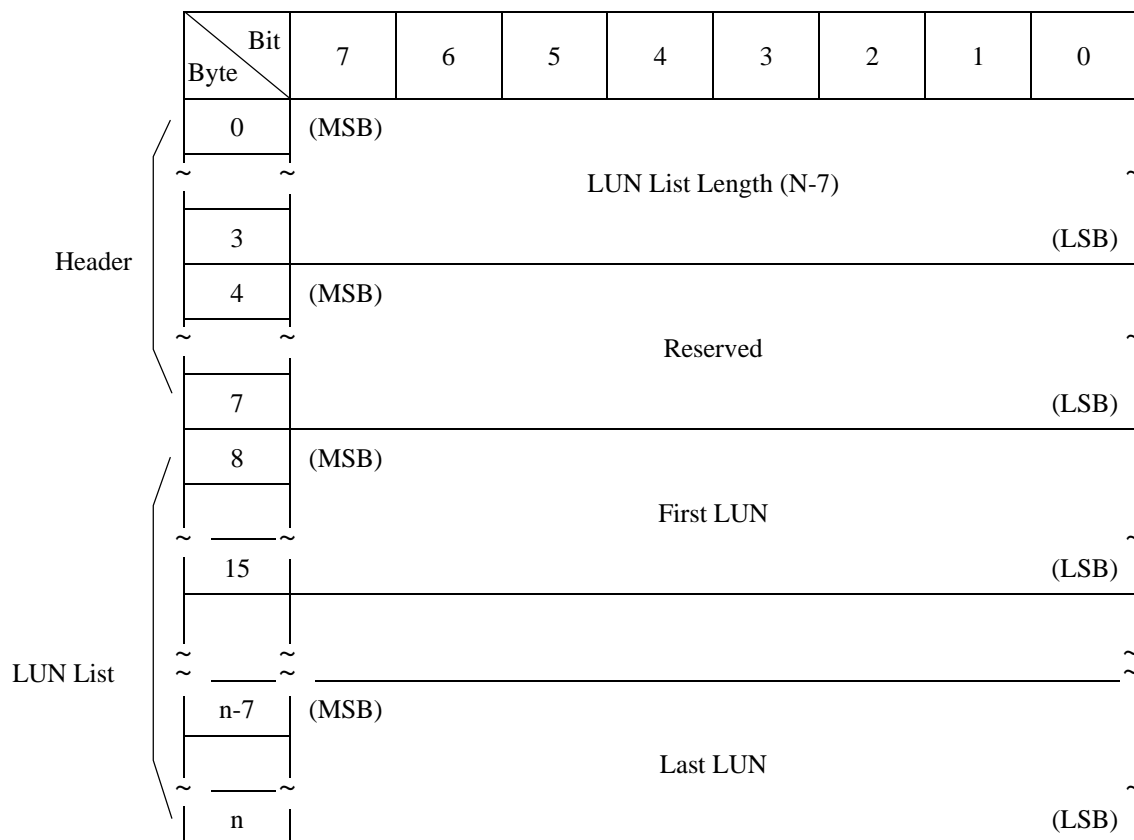 Bit
Byte 7 6 5 4 3 2 1 0
0 (MSB)
~ ~ LUN List Length (N-7) ~
3 (LSB)
Header
4 (MSB)
~ ~ Reserved ~
7 (LSB)
8 (MSB)
First LUN
~ ~ ~
15 (LSB)
~ ~ ~
LUN List
~ ~ ~
n-7 (MSB)
Last LUN
~ ~ ~
n (LSB)